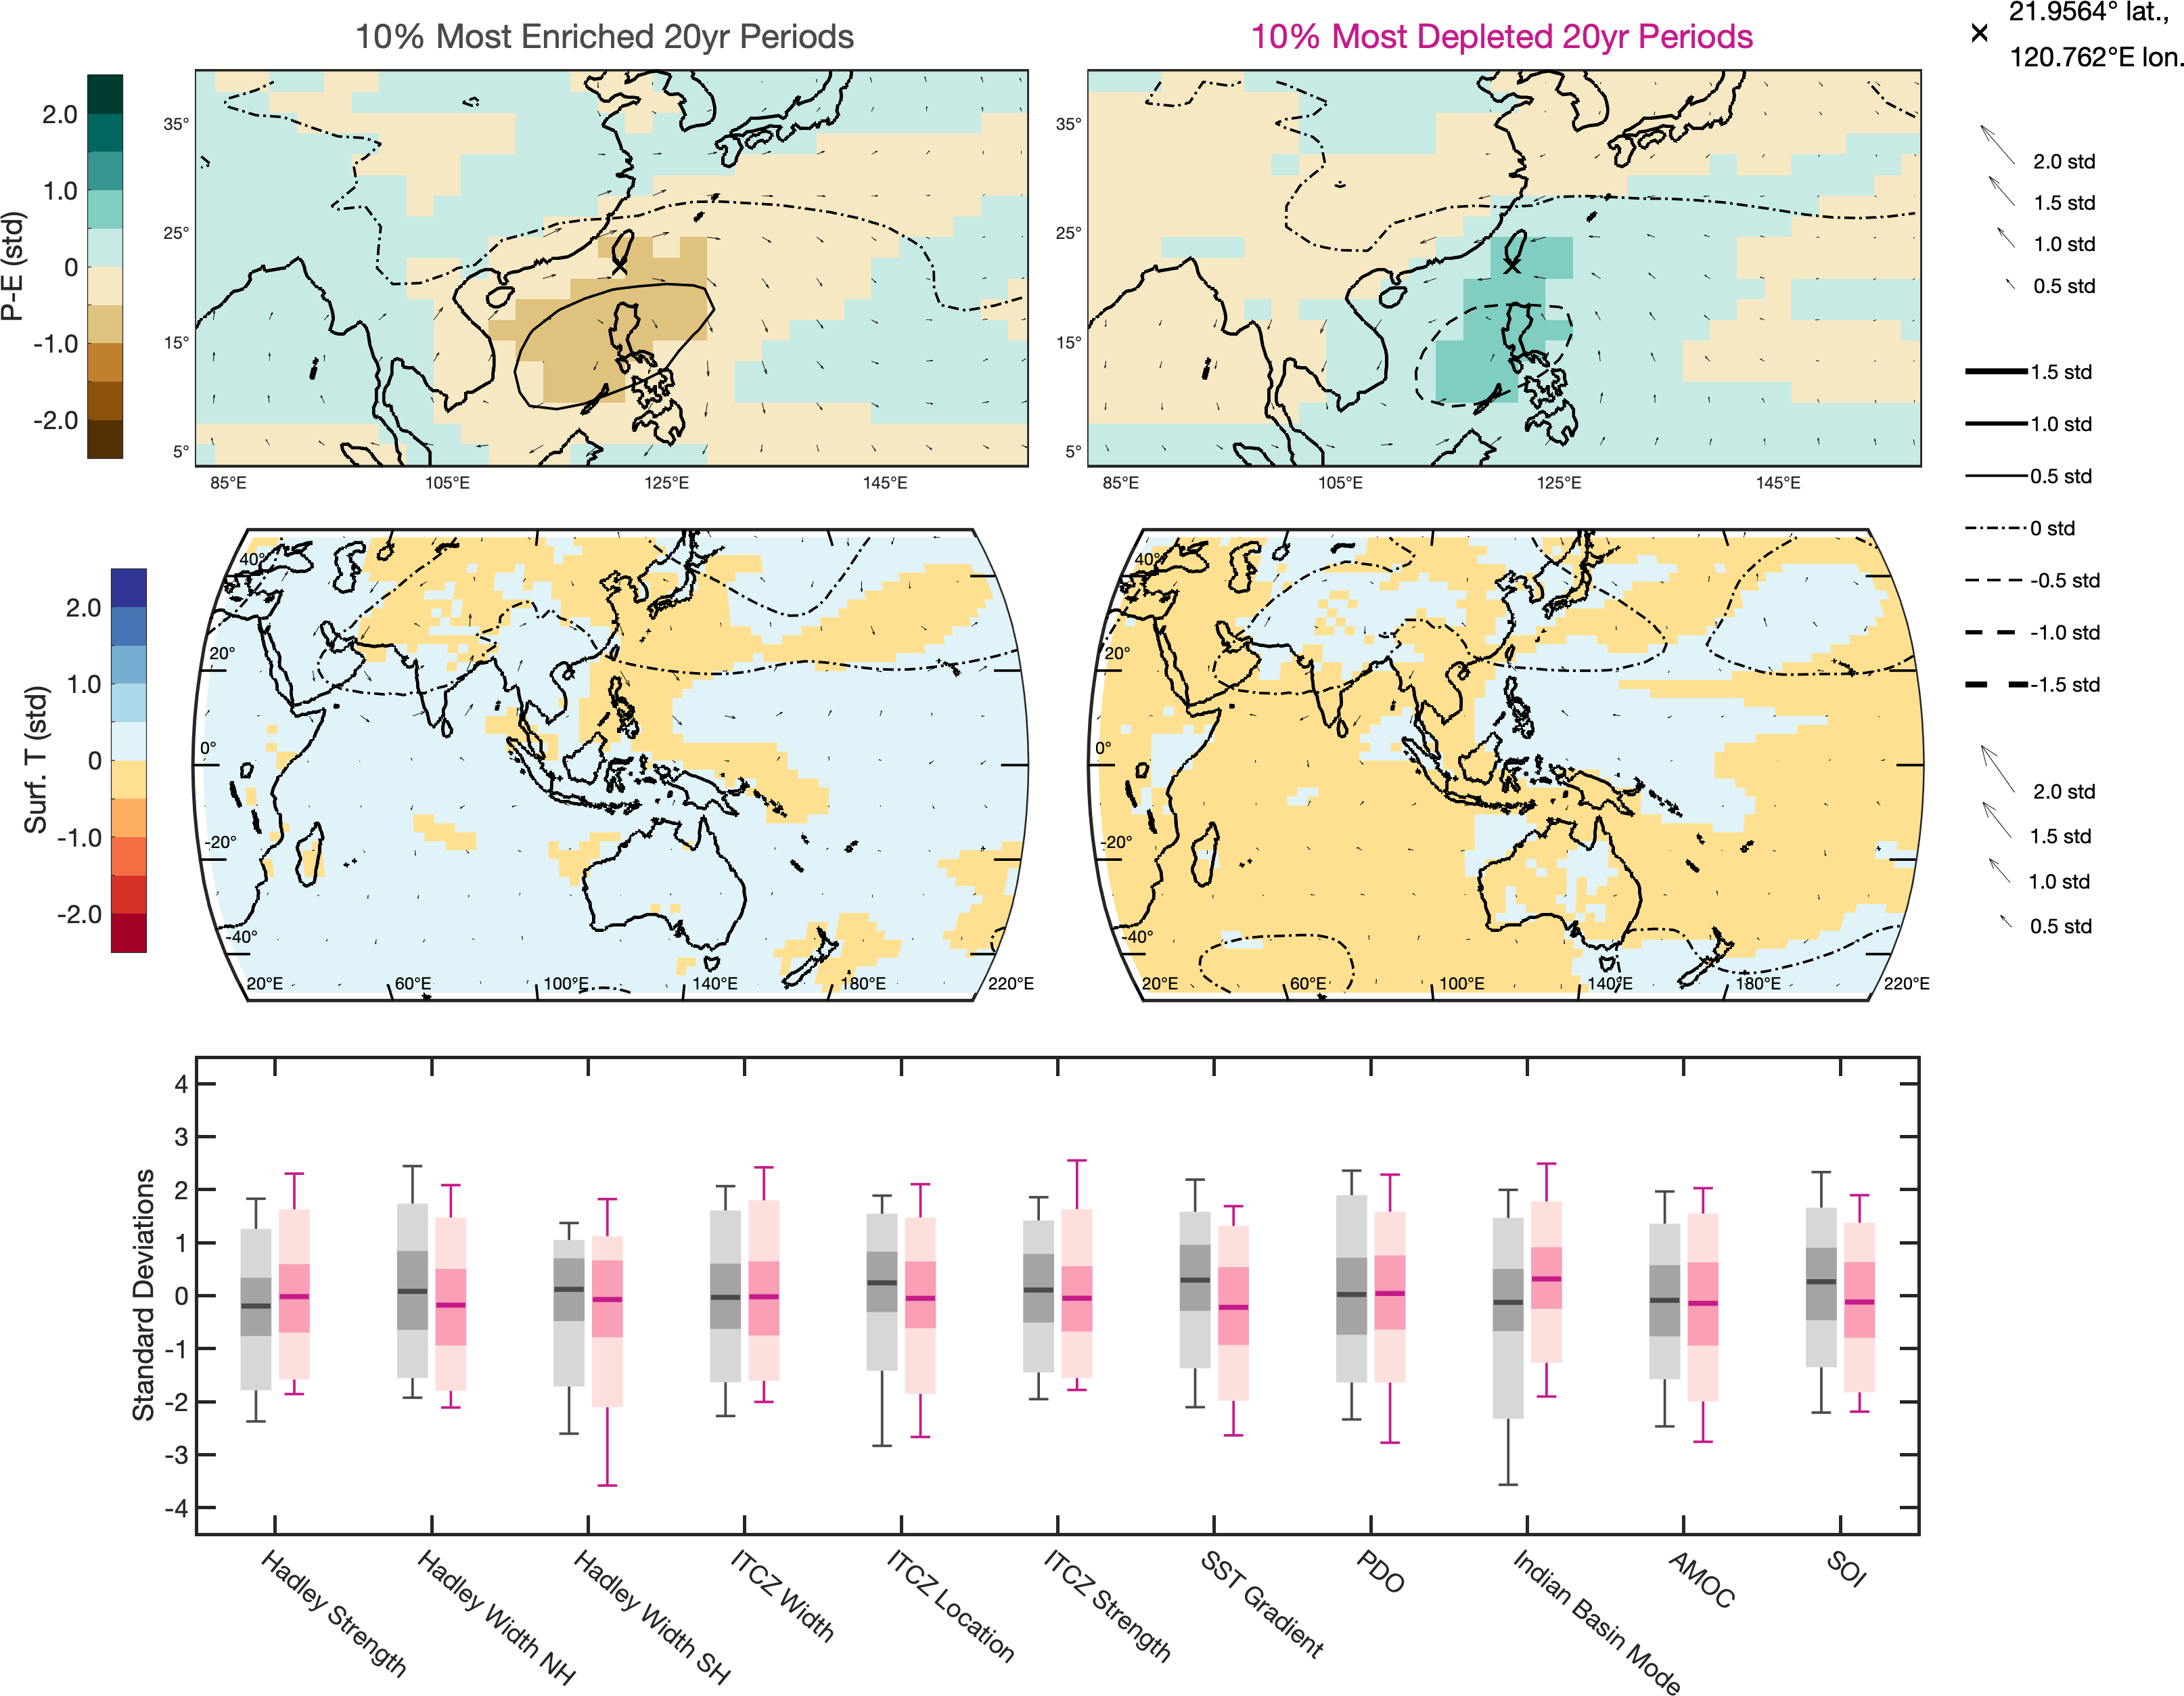 10% Most Enriched 20yr Periods
10% Most Depleted 20yr Periods
21.9564° lat.,
120.762°E lon.
P-E (std)
2.0
1.0
0
-1.0
-2.0
35°
25°
15°
5°
85°E
105°E
125°E
145°E
35°
25°
15°
5°
85°E
105°E
125°E
145°E
2.0 std
1.5 std
1.0 std
0.5 std
1.5 std
1.0 std
0.5 std
0 std
-0.5 std
-1.0 std
-1.5 std
Surf. T (std)
2.0
1.0
0
-1.0
-2.0
40°
20°
0°
-20°
-40°
20°E
60°E
100°E
140°E
180°E
220°E
40°
20°
0°
-20°
-40°
20°E
60°E
100°E
140°E
180°E
220°E
2.0 std
1.5 std
1.0 std
0.5 std
Standard Deviations
4
3
2
1
0
-1
-2
-3
-4
Hadley Strength
Hadley Width NH
Hadley Width SH
ITCZ Width
ITCZ Location
ITCZ Strength
SST Gradient
PDO
Indian Basin Mode
AMOC
SOI